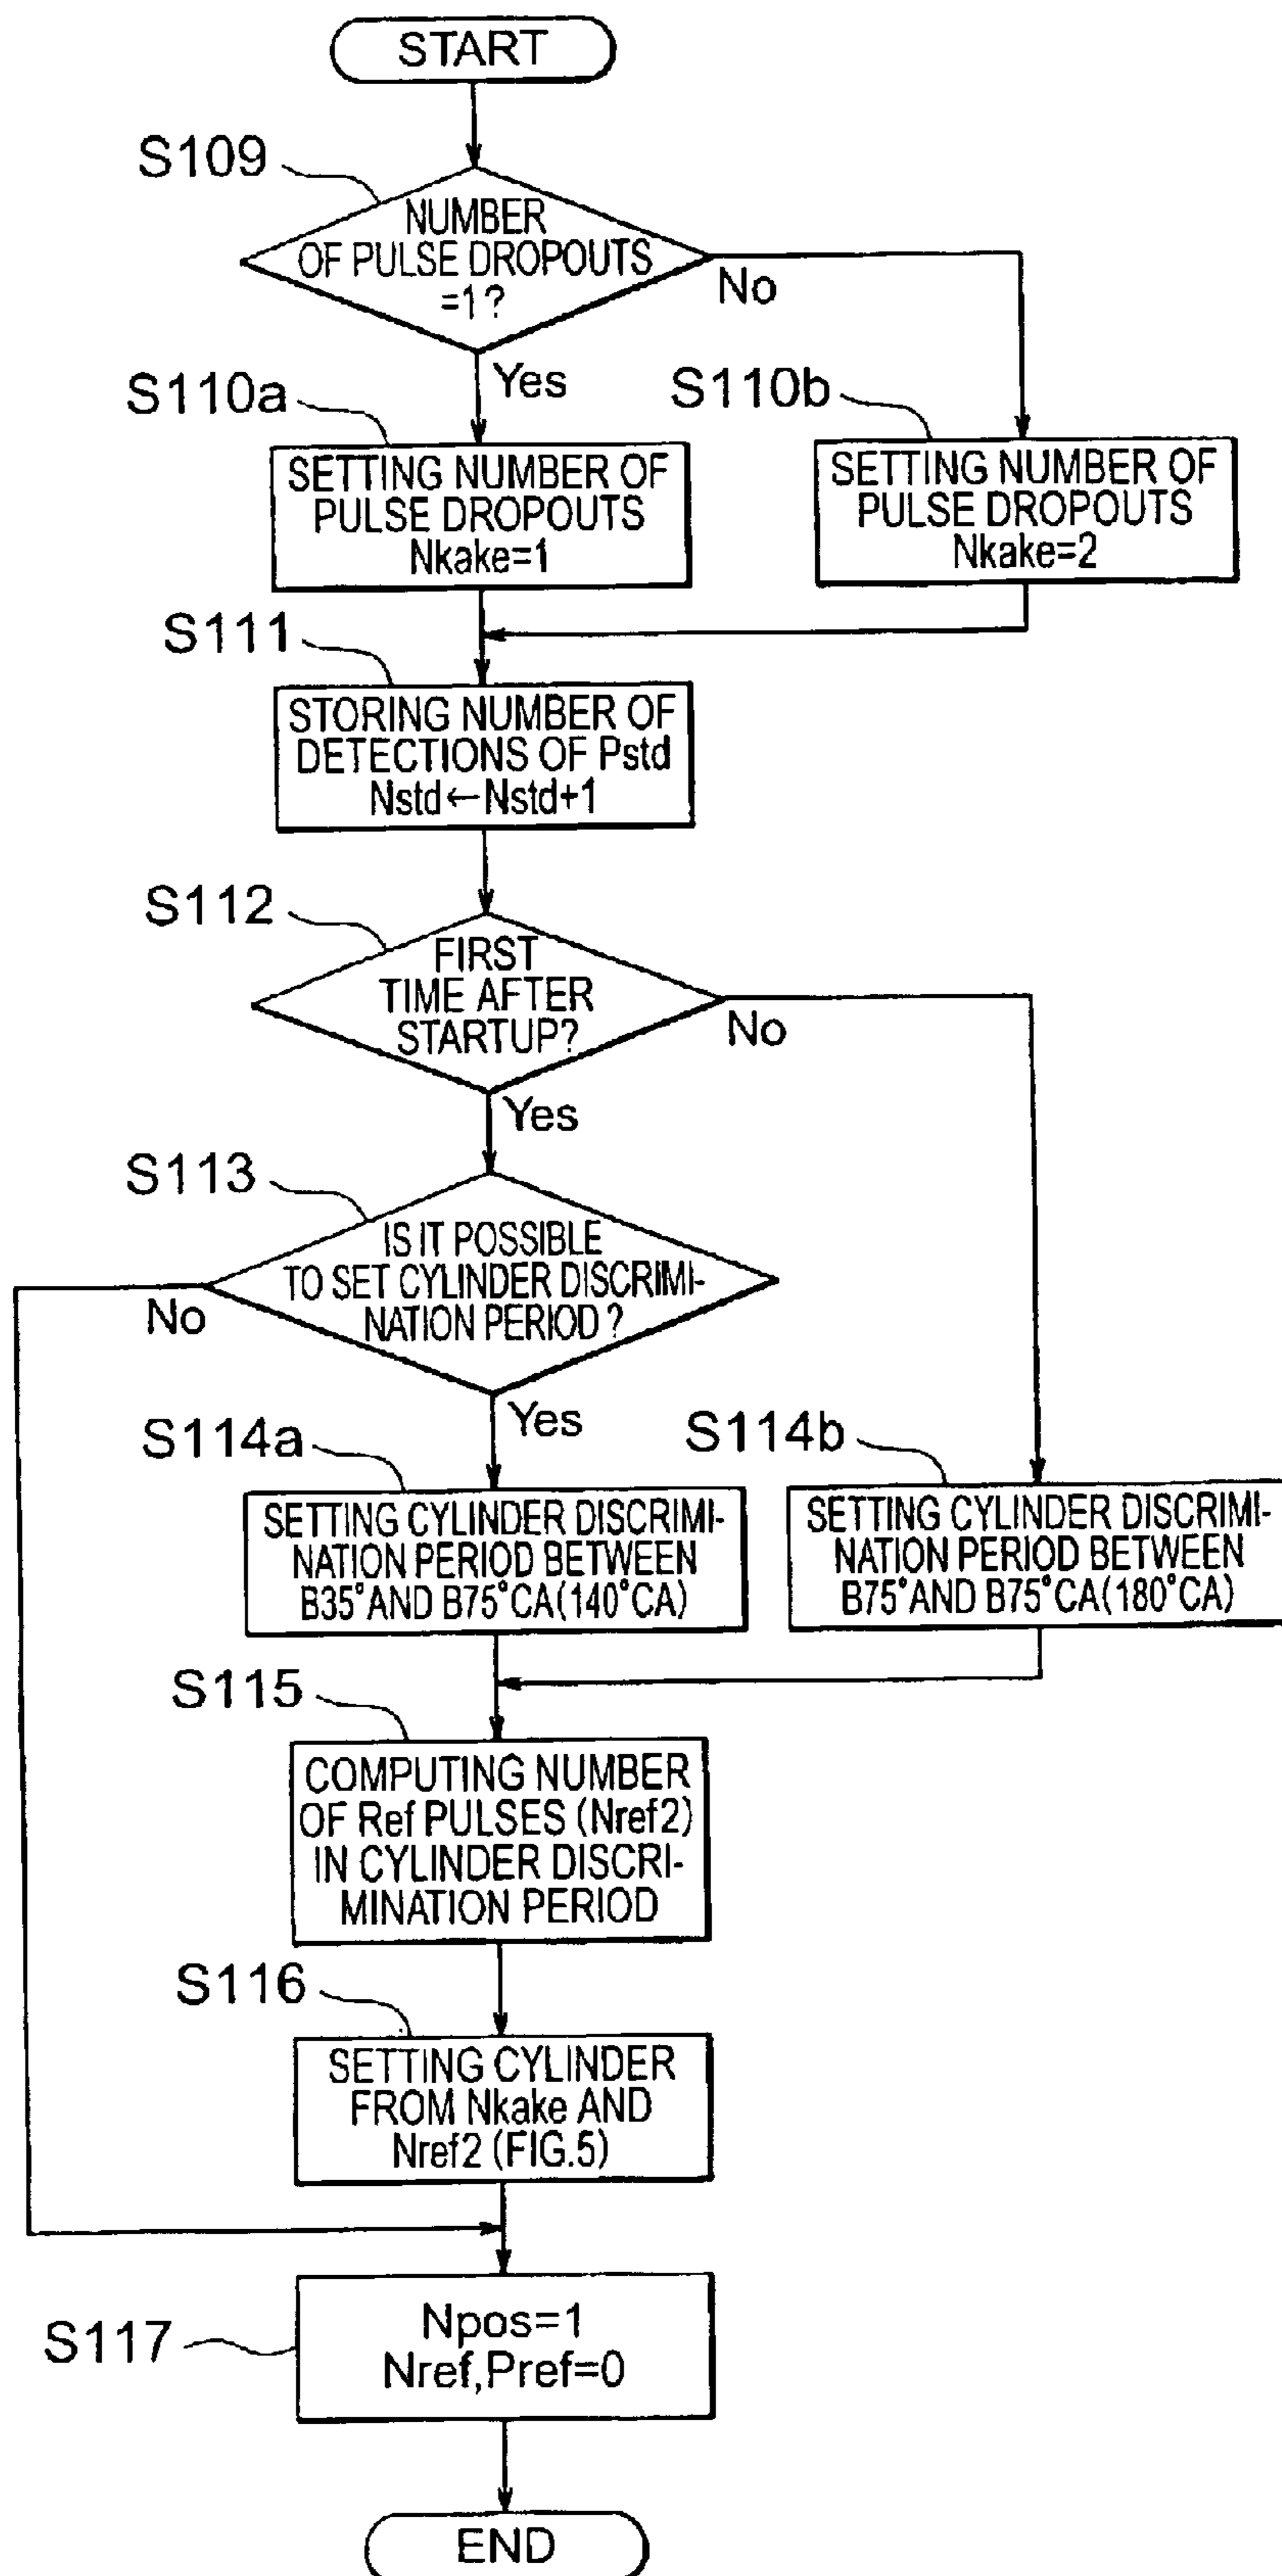 START
S109
NUMBER
OF PULSE DROPOUTS
=1?
No
Yes
S110a
SETTING NUMBER OF
PULSE DROPOUTS
Nkake=1
S110b
SETTING NUMBER OF
PULSE DROPOUTS
Nkake=2
S111
STORING NUMBER OF
DETECTIONS OF Pstd
Nstd←Nstd+1
S112
FIRST
TIME AFTER
STARTUP?
No
Yes
S113
IS IT POSSIBLE
TO SET CYLINDER DISCRIMI-
NATION PERIOD?
No
Yes
S114a
SETTING CYLINDER DISCRIMI-
NATION PERIOD BETWEEN
B35°AND B75°CA(140°CA)
S114b
SETTING CYLINDER DISCRIMI-
NATION PERIOD BETWEEN
B75°AND B75°CA(180°CA)
S115
COMPUTING NUMBER
OF Ref PULSES (Nref2)
IN CYLINDER DISCRI-
MINATION PERIOD
S116
SETTING CYLINDER
FROM Nkake AND
Nref2 (FIG.5)
S117
Npos=1
Nref,Pref=0
END